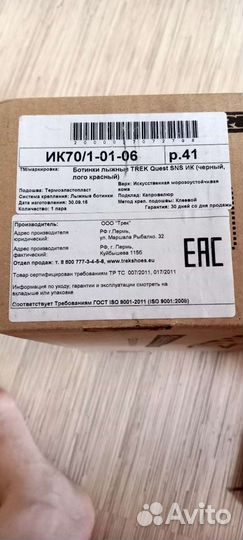 ИК70/1-01-06
р.41
ТМ/маркировка: Ботинки лыжные TREK Quest SNS ИК (черный, лого красный)
Подошва: Термоэластопласт
Система крепления: Лыжные ботинки
Дата изготовления: 30.09.16
Количество: 1 пара
Верх: Искусственная морозоустойчивая кожа
Подклад: Капровелюр
Метод креп. подошвы: Клеевой
Гарантия: 30 дней со дня продажи
Производитель: ООО "Трек"
Адрес производителя юридический: РФ г. Пермь, ул. Маршала Рыбалко, 32
Адрес производителя фактический: РФ, г. Пермь, Куйбышева 115б
Отдел продаж: т. 8 800 777-3-4-5-6, www.trekshoes.eu
Товар сертифицирован требованиям ТР ТС 007/2011, 017/2011
Информация по уходу, гарантии и эксплуатации смотреть на вкладыше или упаковке
Соответствует Требованиям ГОСТ ISO 9001-2011 (ISO 9001:2008)
EAC
Avito